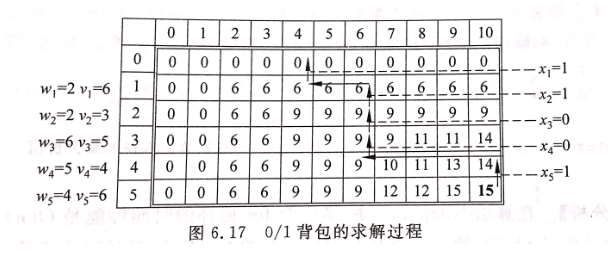 0 1 2 3 4 5 6 7 8 9 10
0 0 0 0 0 0 0 0 0 0 0 0
x₁=1
w₁=2 v₁=6 1 0 0 6 6 6 6 6 6 6 6 6
x₂=1
w₂=2 v₂=3 2 0 0 6 6 9 9 9 9 9 9 9
x₃=0
w₃=6 v₃=5 3 0 0 6 6 9 9 9 9 11 11 14
x₄=0
w₄=5 v₄=4 4 0 0 6 6 9 9 9 10 11 13 14
x₅=1
w₅=4 v₅=6 5 0 0 6 6 9 9 9 12 12 15 15
图 6.17 0/1 背包的求解过程